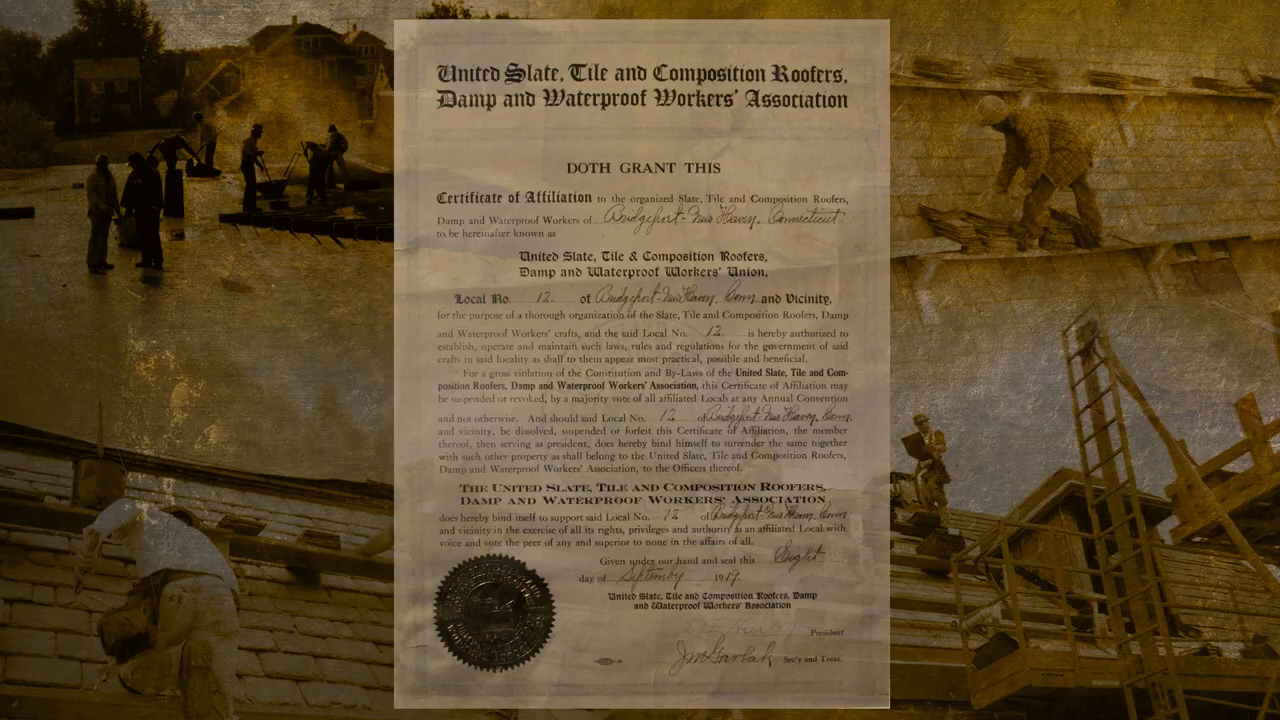 United Slate, Tile and Composition Roofers,
Damp and Waterproof Workers' Association
DOTH GRANT THIS
Certificate of Affiliation to the organized Slate, Tile and Composition Roofers,
Damp and Waterproof Workers of Bridgeport-New Haven, Connecticut
to be hereinafter known as
United Slate, Tile & Composition Roofers,
Damp and Waterproof Workers' Union,
Local No. 12. of Bridgeport-New Haven, Conn and Vicinity,
for the purpose of a thorough organization of the Slate, Tile and Composition Roofers, Damp
and Waterproof Workers' crafts, and the said Local No. 12. is hereby authorized to
establish, operate and maintain such laws, rules and regulations for the government of said
crafts in said locality as shall to them appear most practical, possible and beneficial.
For a gross violation of the Constitution and By-Laws of the United Slate, Tile and Com-
position Roofers, Damp and Waterproof Workers' Association, this Certificate of Affiliation may
be suspended or revoked, by a majority vote of all affiliated Locals at any Annual Convention
and not otherwise. And should said Local No. 12 of Bridgeport-New Haven, Conn.
and vicinity, be dissolved, suspended or forfeit this Certificate of Affiliation, the member
thereof, then serving as president, does hereby bind himself to surrender the same together
with such other property as shall belong to the United Slate, Tile and Composition Roofers,
Damp and Waterproof Workers' Association, to the Officers thereof.
THE UNITED SLATE, TILE AND COMPOSITION ROOFERS,
DAMP AND WATERPROOF WORKERS' ASSOCIATION
does hereby bind itself to support said Local No. 12 of Bridgeport-New Haven, Conn
and vicinity in the exercise of all its rights, privileges and authority as an affiliated Local with
voice and vote the peer of any and superior to none in the affairs of all.
Given under our hand and seal this Eight
day of September 1919.
United Slate, Tile and Composition Roofers, Damp
and Waterproof Workers' Association
President
Sec'y and Treas.